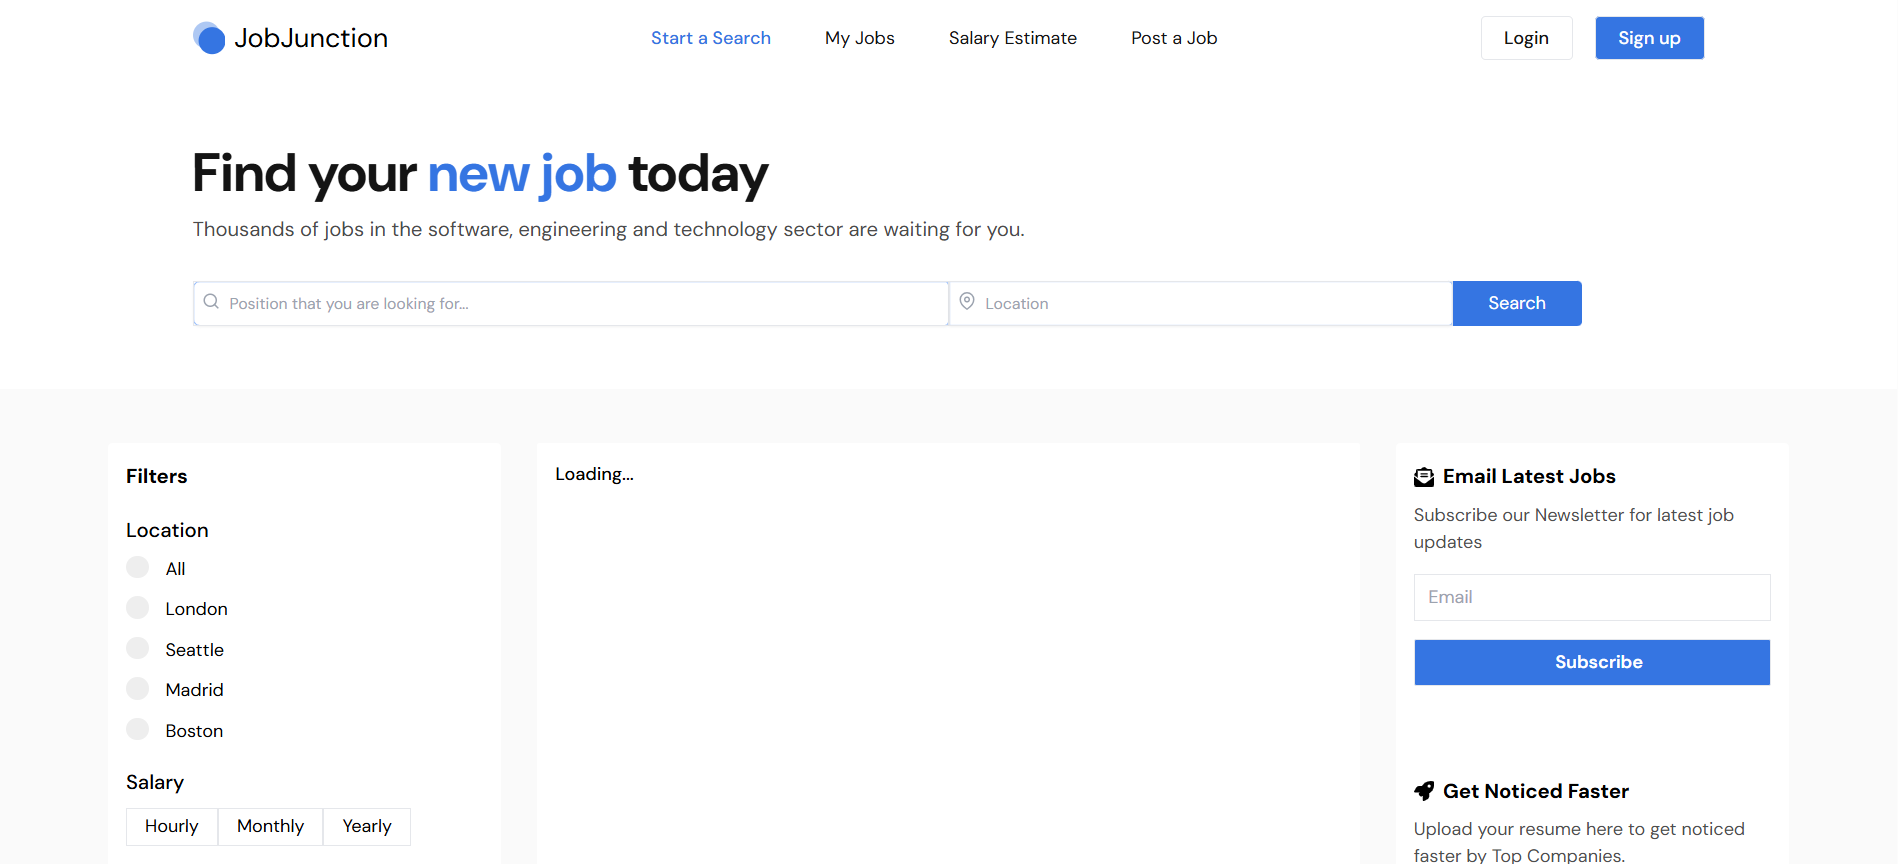 JobJunction
Start a Search
My Jobs
Salary Estimate
Post a Job
Login
Sign up
Find your new job today
Thousands of jobs in the software, engineering and technology sector are waiting for you.
Position that you are looking for...
Location
Search
Filters
Location
All
London
Seattle
Madrid
Boston
Salary
Hourly
Monthly
Yearly
Loading...
Email Latest Jobs
Subscribe our Newsletter for latest job
updates
Email
Subscribe
Get Noticed Faster
Upload your resume here to get noticed
faster by Top Companies.